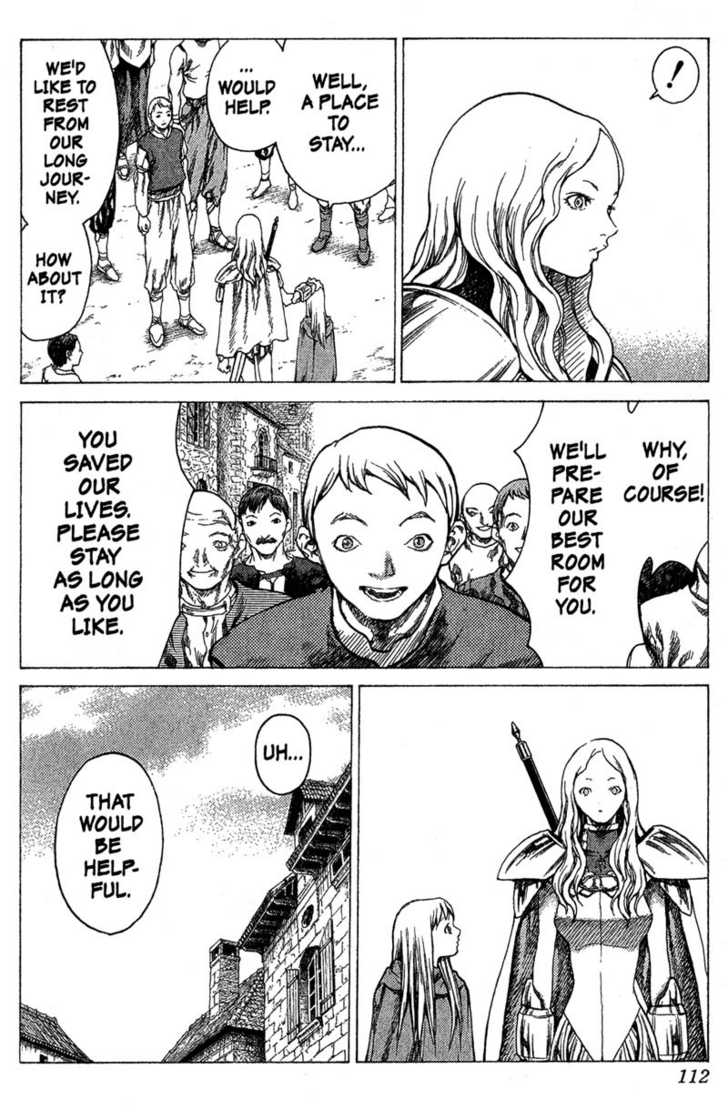 !
WELL,
A PLACE
TO
STAY...
...
WOULD
HELP.
WE'D
LIKE TO
REST
FROM
OUR
LONG
JOUR-
NEY.
HOW
ABOUT
IT?
WHY,
OF
COURSE!
WE'LL
PRE-
PARE
OUR
BEST
ROOM
FOR
YOU.
YOU
SAVED
OUR
LIVES.
PLEASE
STAY
AS LONG
AS YOU
LIKE.
UH...
THAT
WOULD
BE
HELP-
FUL.
112